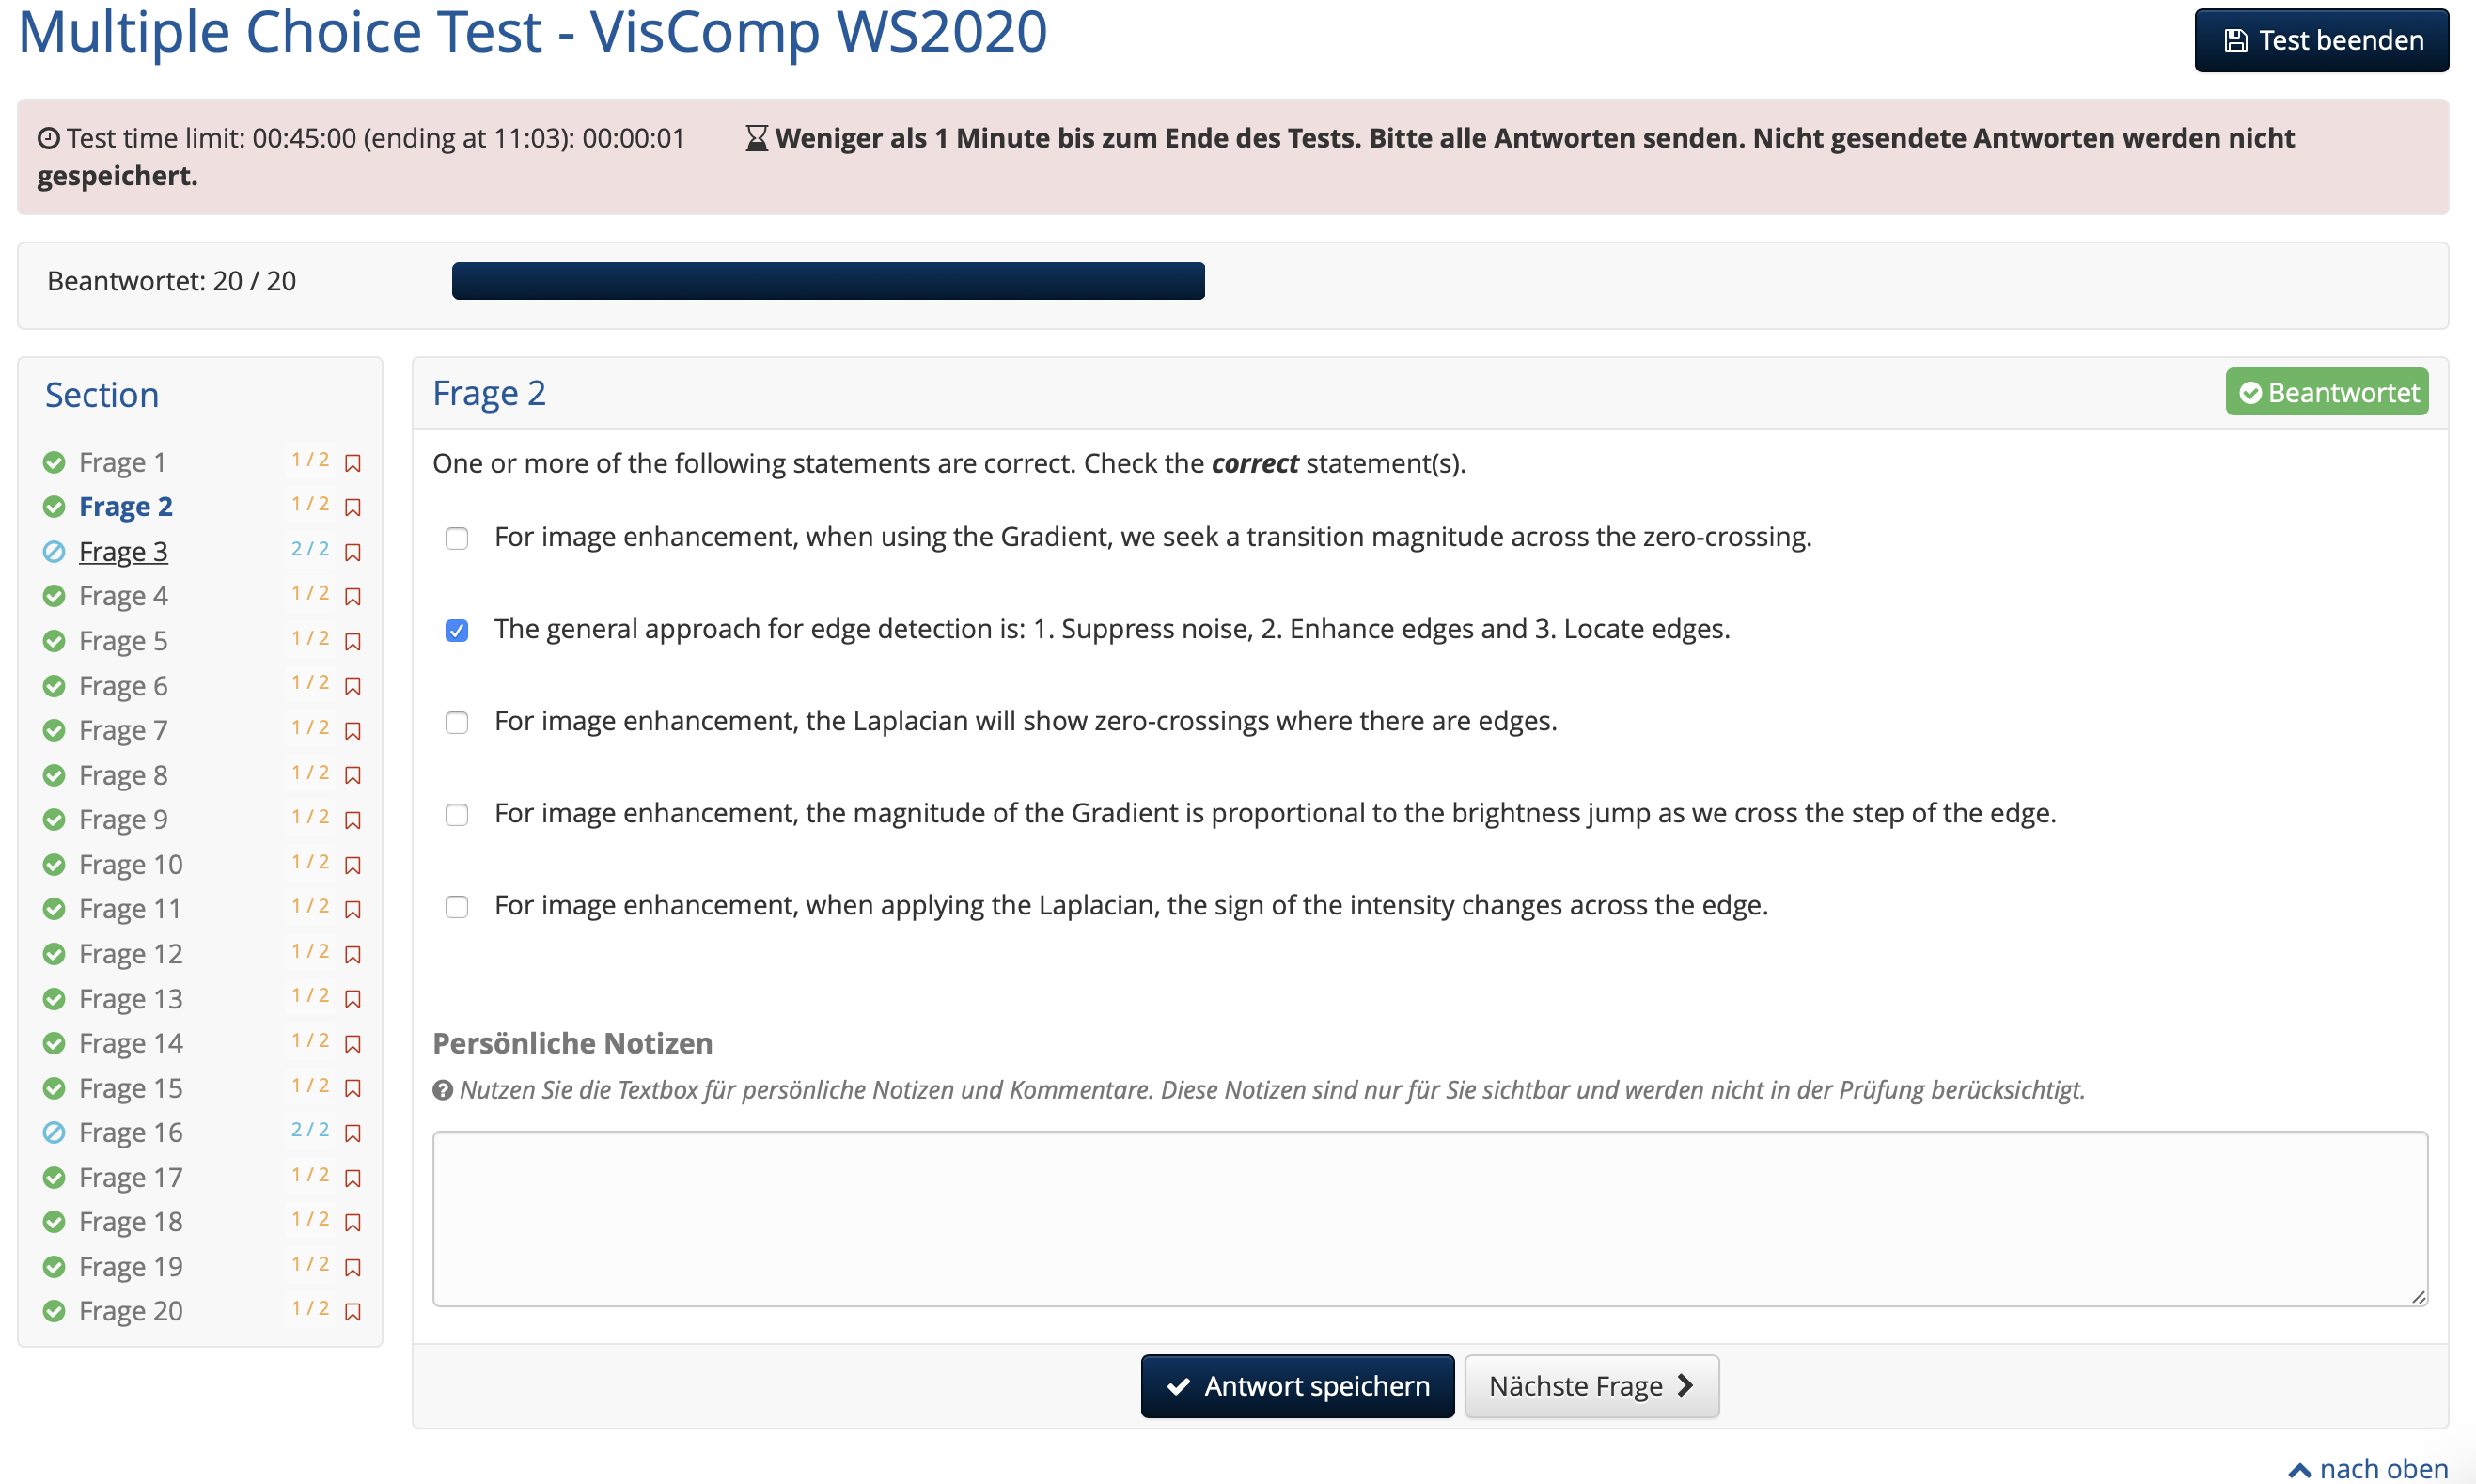 Multiple Choice Test - VisComp WS2020
Test beenden
Test time limit: 00:45:00 (ending at 11:03): 00:00:01
Weniger als 1 Minute bis zum Ende des Tests. Bitte alle Antworten senden. Nicht gesendete Antworten werden nicht
gespeichert.
Beantwortet: 20 / 20
Section
Frage 1 1 / 2
Frage 2 1 / 2
Frage 3 2 / 2
Frage 4 1 / 2
Frage 5 1 / 2
Frage 6 1 / 2
Frage 7 1 / 2
Frage 8 1 / 2
Frage 9 1 / 2
Frage 10 1 / 2
Frage 11 1 / 2
Frage 12 1 / 2
Frage 13 1 / 2
Frage 14 1 / 2
Frage 15 1 / 2
Frage 16 2 / 2
Frage 17 1 / 2
Frage 18 1 / 2
Frage 19 1 / 2
Frage 20 1 / 2
Frage 2
Beantwortet
One or more of the following statements are correct. Check the correct statement(s).
For image enhancement, when using the Gradient, we seek a transition magnitude across the zero-crossing.
The general approach for edge detection is: 1. Suppress noise, 2. Enhance edges and 3. Locate edges.
For image enhancement, the Laplacian will show zero-crossings where there are edges.
For image enhancement, the magnitude of the Gradient is proportional to the brightness jump as we cross the step of the edge.
For image enhancement, when applying the Laplacian, the sign of the intensity changes across the edge.
Persönliche Notizen
Nutzen Sie die Textbox für persönliche Notizen und Kommentare. Diese Notizen sind nur für Sie sichtbar und werden nicht in der Prüfung berücksichtigt.
Antwort speichern
Nächste Frage
nach oben